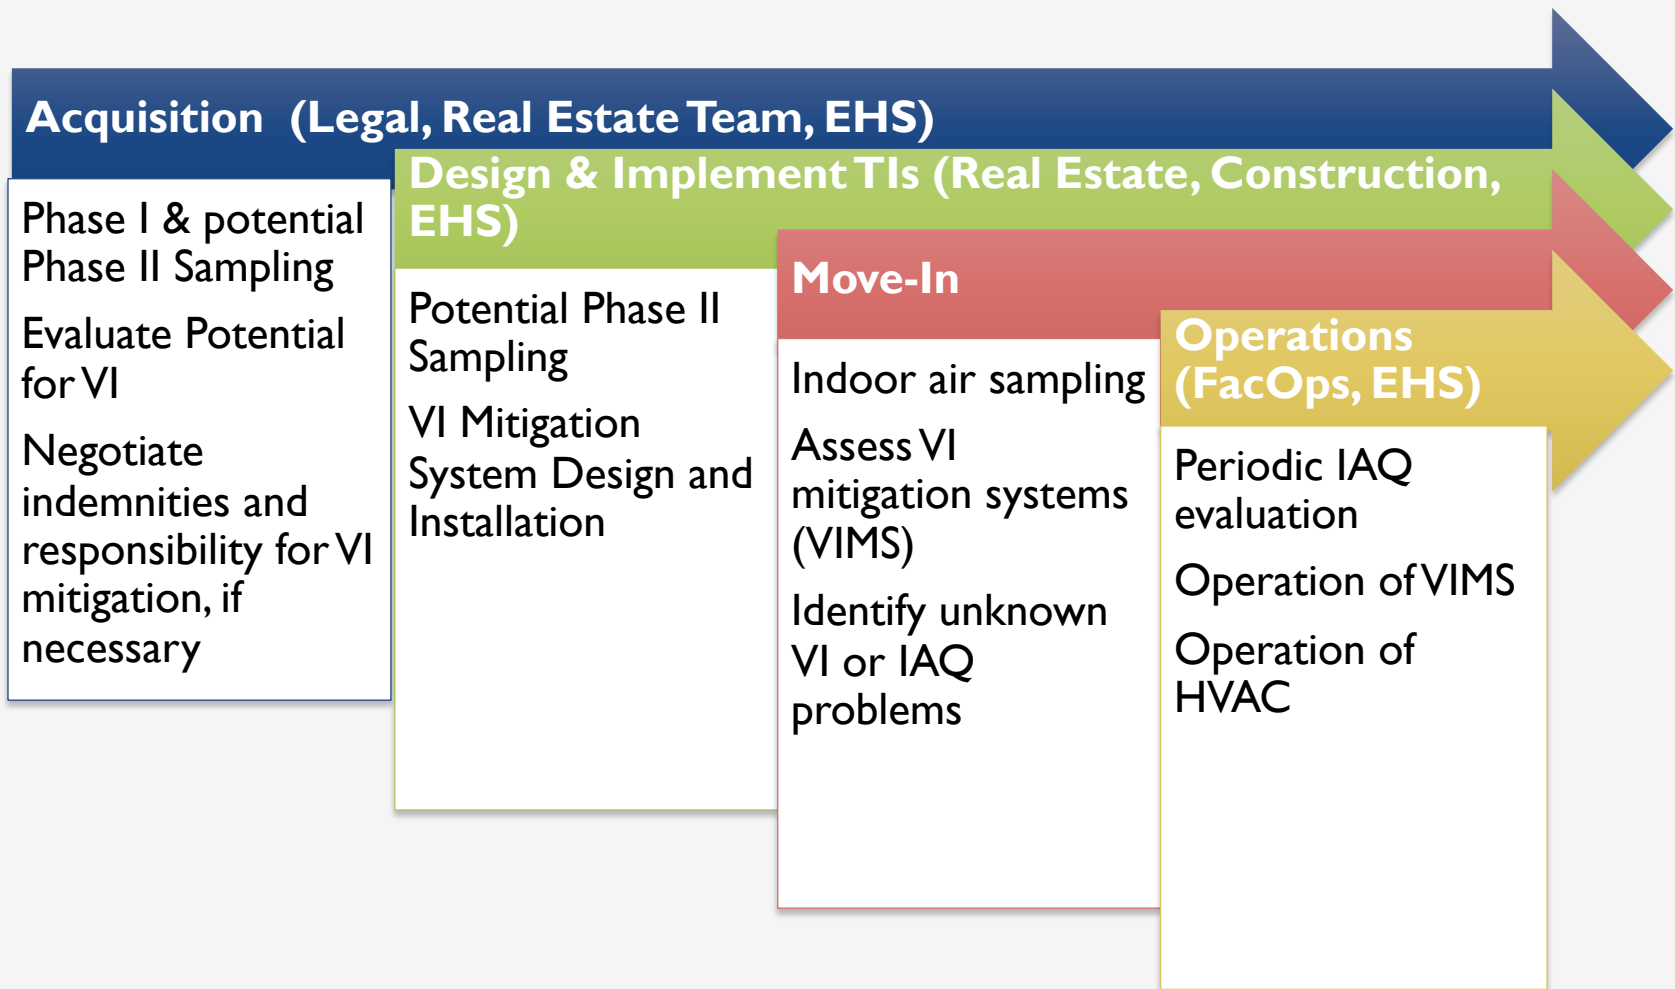 Acquisition (Legal, Real Estate Team, EHS)
Phase I & potential
Phase II Sampling
Evaluate Potential
for VI
Negotiate
indemnities and
responsibility for VI
mitigation, if
necessary
Design & Implement TIs (Real Estate, Construction,
EHS)
Potential Phase II
Sampling
VI Mitigation
System Design and
Installation
Move-In
Indoor air sampling
Assess VI
mitigation systems
(VIMS)
Identify unknown
VI or IAQ
problems
Operations
(FacOps, EHS)
Periodic IAQ
evaluation
Operation of VIMS
Operation of
HVAC